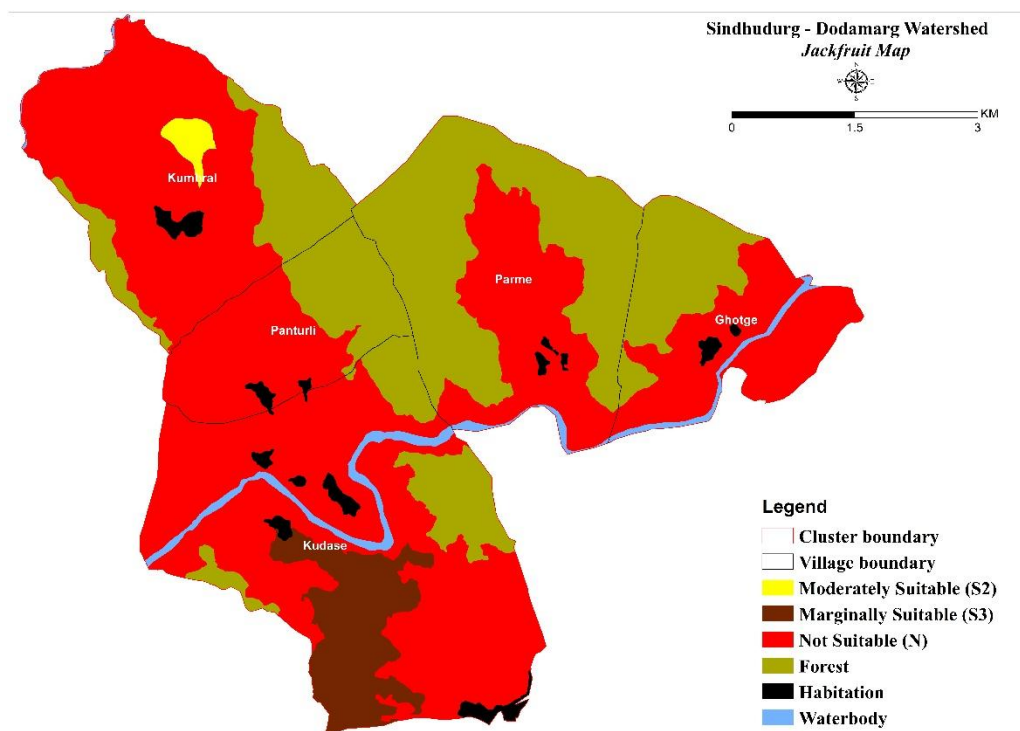 Sindhudurg - Dodamarg Watershed
Jackfruit Map
N
W
E
S
KM
0
1.5
3
Kumbral
Parme
Ghotge
Panturli
Kudase
Legend
Cluster boundary
Village boundary
Moderately Suitable (S2)
Marginally Suitable (S3)
Not Suitable (N)
Forest
Habitation
Waterbody